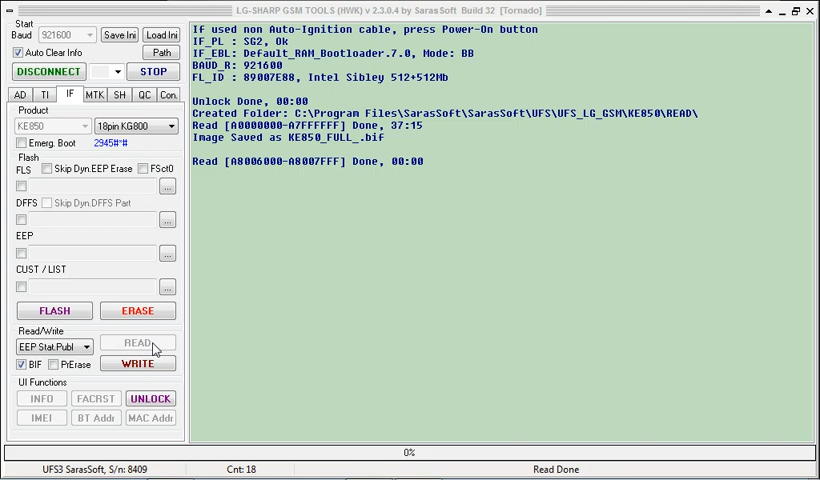 LG-SHARP GSM TOOLS (HWK) v 2.3.0.4 by SarasSoft Build 32 [Tornado]
Start
Baud 921600 Save Ini Load Ini
Auto Clear Info Path
DISCONNECT STOP
AD TI IF MTK SH QC Con.
Product
KE850 18pin KG800
Emerg. Boot 2945#*#
Flash
FLS Skip Dyn.EEP Erase FSct0
...
DFFS Skip Dyn.DFFS Part
...
EEP
...
CUST / LIST
...
FLASH ERASE
Read/Write
EEP Stat.Publ READ
BIF PrErase WRITE
UI Functions
INFO FACRST UNLOCK
IMEI BT Addr MAC Addr
If used non Auto-Ignition cable, press Power-On button
IF_PL : SG2, Ok
IF_EBL: Default_RAM_Bootloader.7.0, Mode: BB
BAUD_R: 921600
FL_ID : 89007E88, Intel Sibley 512+512Mb
Unlock Done, 00:00
Created Folder: C:\Program Files\SarasSoft\SarasSoft\UFS\UFS_LG_GSM\KE850\READ\
Read [A0000000-A7FFFFFF] Done, 37:15
Image Saved as KE850_FULL_.bif
Read [A8006000-A8007FFF] Done, 00:00
0%
UFS3 SarasSoft, S/n: 8409 Cnt: 18 Read Done